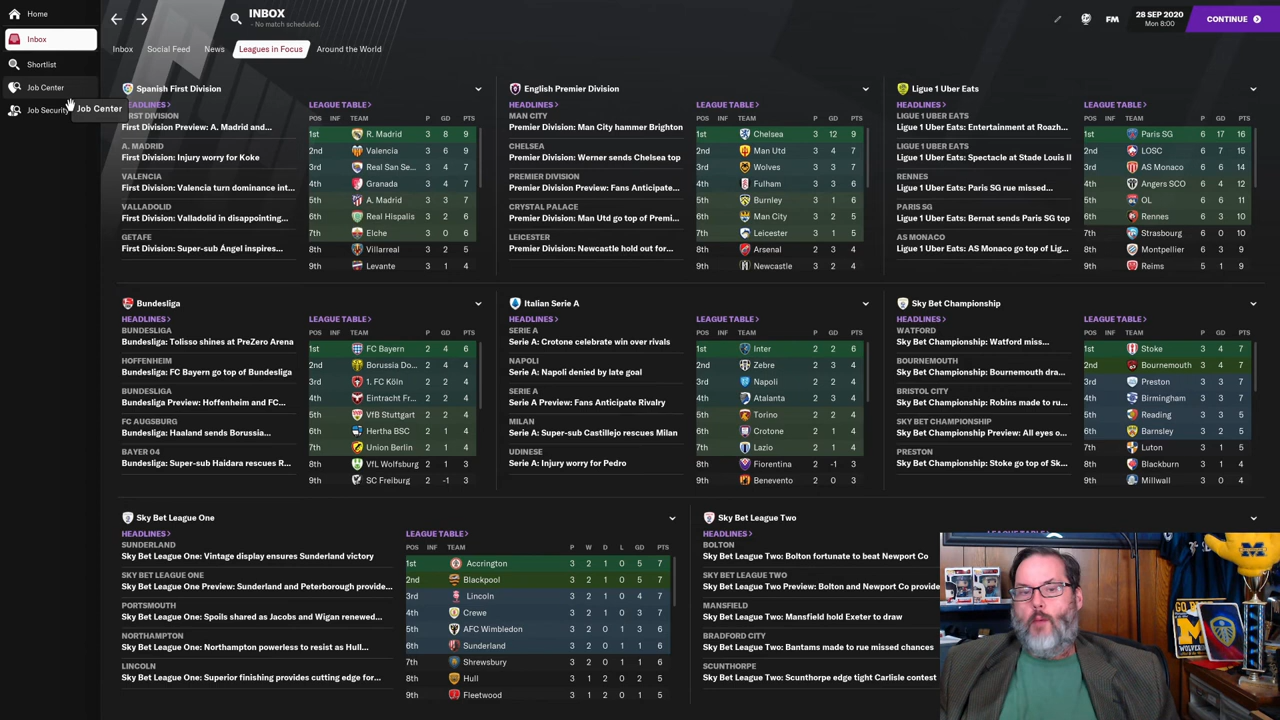 Home
Inbox
Shortlist
Job Center
Job Security
Job Center
INBOX
- No match scheduled.
FM
28 SEP 2020
Mon 8:00
CONTINUE
Inbox
Social Feed
News
Leagues in Focus
Around the World
Spanish First Division
HEADLINES >
FIRST DIVISION
First Division Preview: A. Madrid and...
A. MADRID
First Division: Injury worry for Koke
VALENCIA
First Division: Valencia turn dominance int...
VALLADOLID
First Division: Valladolid in disappointing...
GETAFE
First Division: Super-sub Ángel inspires...
LEAGUE TABLE >
POS INF TEAM P GD PTS
1st R. Madrid 3 8 9
2nd Valencia 3 6 9
3rd Real San Se... 3 4 7
4th Granada 3 4 7
5th A. Madrid 3 3 7
6th Real Hispalis 3 2 6
7th Elche 3 0 6
8th Villarreal 3 2 4
9th Levante 3 1 4
English Premier Division
HEADLINES >
MAN CITY
Premier Division: Man City hammer Brighton
CHELSEA
Premier Division: Werner sends Chelsea top
PREMIER DIVISION
Premier Division Preview: Fans Anticipate...
CRYSTAL PALACE
Premier Division: Man Utd go top of Premi...
LEICESTER
Premier Division: Newcastle hold out for...
LEAGUE TABLE >
POS INF TEAM P GD PTS
1st Chelsea 3 12 9
2nd Man Utd 3 4 7
3rd Wolves 3 3 7
4th Fulham 3 3 6
5th Burnley 3 1 6
6th Man City 3 2 5
7th Leicester 3 1 5
8th Arsenal 2 3 4
9th Newcastle 3 2 4
Ligue 1 Uber Eats
HEADLINES >
LIGUE 1 UBER EATS
Ligue 1 Uber Eats: Entertainment at Roazh...
LIGUE 1 UBER EATS
Ligue 1 Uber Eats: Spectacle at Stade Louis II
RENNES
Ligue 1 Uber Eats: Paris SG rue missed...
PARIS SG
Ligue 1 Uber Eats: Bernat sends Paris SG top
AS MONACO
Ligue 1 Uber Eats: AS Monaco go top of Lig...
LEAGUE TABLE >
POS INF TEAM P GD PTS
1st Paris SG 6 17 16
2nd LOSC 6 7 15
3rd AS Monaco 6 6 14
4th Angers SCO 6 4 12
5th OL 6 6 11
6th Rennes 6 3 10
7th Strasbourg 6 0 10
8th Montpellier 6 3 9
9th Reims 5 1 9
Bundesliga
HEADLINES >
BUNDESLIGA
Bundesliga: Tolisso shines at PreZero Arena
HOFFENHEIM
Bundesliga: FC Bayern go top of Bundesliga
BUNDESLIGA
Bundesliga Preview: Hoffenheim and FC...
FC AUGSBURG
Bundesliga: Haaland sends Borussia...
BAYER 04
Bundesliga: Super-sub Haidara rescues R...
LEAGUE TABLE >
POS INF TEAM P GD PTS
1st FC Bayern 2 4 6
2nd Borussia Do... 2 3 4
3rd 1. FC Köln 2 2 4
4th Eintracht Fr... 2 2 4
5th VfB Stuttgart 2 2 4
6th Hertha BSC 2 1 4
7th Union Berlin 2 1 4
8th VfL Wolfsburg 2 1 3
9th SC Freiburg 2 -1 3
Italian Serie A
HEADLINES >
SERIE A
Serie A: Crotone celebrate win over rivals
NAPOLI
Serie A: Napoli denied by late goal
SERIE A
Serie A Preview: Fans Anticipate Rivalry
MILAN
Serie A: Super-sub Castillejo rescues Milan
UDINESE
Serie A: Injury worry for Pedro
LEAGUE TABLE >
POS INF TEAM P GD PTS
1st Inter 2 2 6
2nd Zebre 2 3 4
3rd Napoli 2 2 4
4th Atalanta 2 2 4
5th Torino 2 2 4
6th Crotone 2 1 4
7th Lazio 2 1 4
8th Fiorentina 2 -1 3
9th Benevento 2 0 3
Sky Bet Championship
HEADLINES >
WATFORD
Sky Bet Championship: Watford miss...
BOURNEMOUTH
Sky Bet Championship: Bournemouth dra...
BRISTOL CITY
Sky Bet Championship: Robins made to ru...
SKY BET CHAMPIONSHIP
Sky Bet Championship Preview: All eyes o...
PRESTON
Sky Bet Championship: Stoke go top of Sk...
LEAGUE TABLE >
POS INF TEAM P GD PTS
1st Stoke 3 4 7
2nd Bournemouth 3 4 7
3rd Preston 3 3 7
4th Birmingham 3 3 7
5th Reading 3 3 5
6th Barnsley 3 2 5
7th Luton 3 1 4
8th Blackburn 3 1 4
9th Millwall 3 0 4
Sky Bet League One
HEADLINES >
SUNDERLAND
Sky Bet League One: Vintage display ensures Sunderland victory
SKY BET LEAGUE ONE
Sky Bet League One Preview: Sunderland and Peterborough provide...
PORTSMOUTH
Sky Bet League One: Spoils shared as Jacobs and Wigan renewed...
NORTHAMPTON
Sky Bet League One: Northampton powerless to resist as Hull...
LINCOLN
Sky Bet League One: Superior finishing provides cutting edge for...
LEAGUE TABLE >
POS INF TEAM P W D L GD PTS
1st Accrington 3 2 1 0 5 7
2nd Blackpool 3 2 1 0 5 7
3rd Lincoln 3 2 1 0 4 7
4th Crewe 3 2 1 0 3 7
5th AFC Wimbledon 3 2 0 1 3 6
6th Sunderland 3 2 0 1 3 6
7th Shrewsbury 3 2 0 1 1 6
8th Hull 3 1 2 0 2 5
9th Fleetwood 3 1 2 0 1 5
Sky Bet League Two
HEADLINES >
BOLTON
Sky Bet League Two: Bolton fortunate to beat Newport Co
SKY BET LEAGUE TWO
Sky Bet League Two Preview: Bolton and Newport Co provide
MANSFIELD
Sky Bet League Two: Mansfield hold Exeter to draw
BRADFORD CITY
Sky Bet League Two: Bantams made to rue missed chances
SCUNTHORPE
Sky Bet League Two: Scunthorpe edge tight Carlisle contest
GO BLUE
M